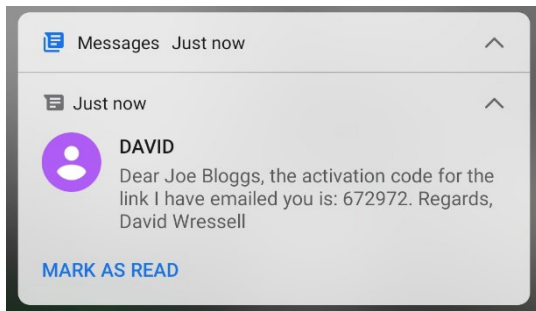 Messages Just now
Just now
DAVID
Dear Joe Bloggs, the activation code for the
link I have emailed you is: 672972. Regards,
David Wressell
MARK AS READ